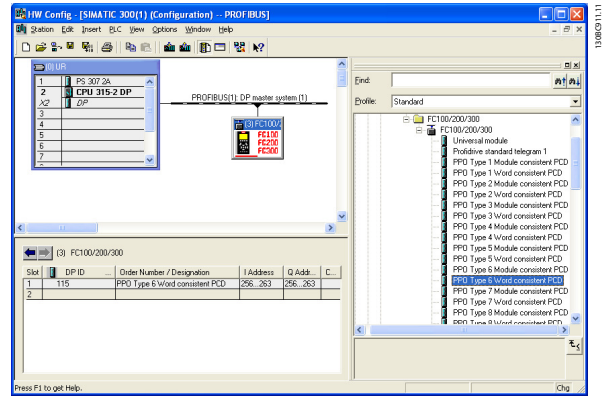 HW Config - [SIMATIC 300(1) (Configuration) -- PROFIBUS]
Station Edit Insert PLC View Options Window Help
(0) UR
1 PS 307 2A
2 CPU 315-2 DP
X2 DP
3
4
5
6
7
PROFIBUS(1): DP master system (1)
(3) FC100/
FC100
FC200
FC300
Find:
Profile: Standard
FC100/200/300
FC100/200/300
Universal module
Profidrive standard telegram 1
PPO Type 1 Module consistent PCD
PPO Type 1 Word consistent PCD
PPO Type 2 Module consistent PCD
PPO Type 2 Word consistent PCD
PPO Type 3 Module consistent PCD
PPO Type 3 Word consistent PCD
PPO Type 4 Module consistent PCD
PPO Type 4 Word consistent PCD
PPO Type 5 Module consistent PCD
PPO Type 5 Word consistent PCD
PPO Type 6 Module consistent PCD
PPO Type 6 Word consistent PCD
PPO Type 7 Module consistent PCD
PPO Type 7 Word consistent PCD
PPO Type 8 Module consistent PCD
PPO Type 8 Word consistent PCD
(3) FC100/200/300
Slot DP ID ... Order Number / Designation I Address Q Add... C...
1 115 PPO Type 6 Word consistent PCD 256...263 256...263
2
Press F1 to get Help.
Chg
130BC911.11